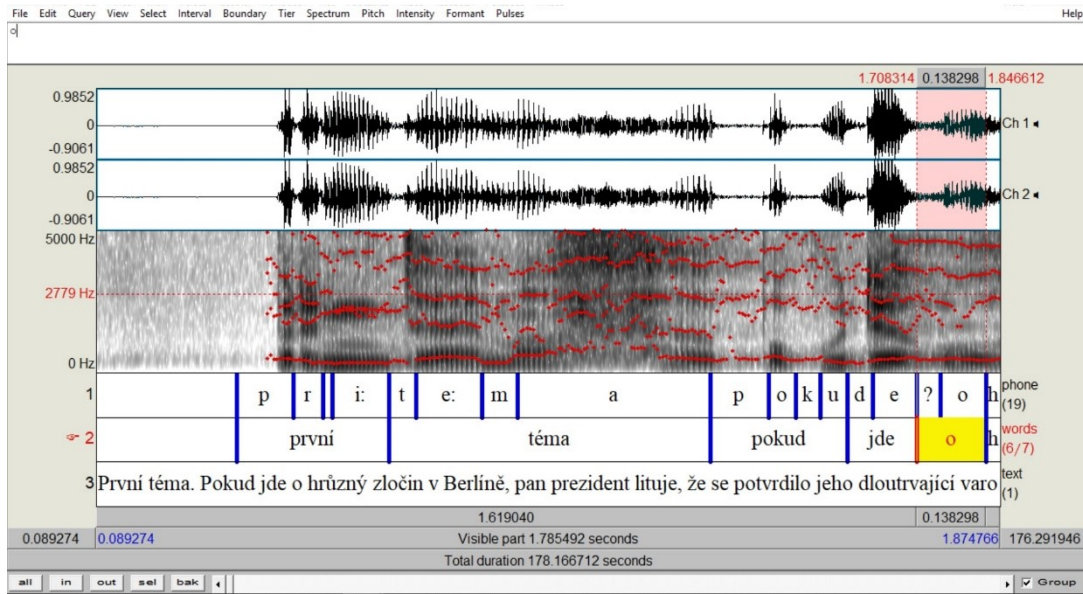 File Edit Query View Select Interval Boundary Tier Spectrum Pitch Intensity Formant Pulses Help
o
1.708314 0.138298 1.846612
0.9852
0
-0.9061
Ch 1
0.9852
0
-0.9061
Ch 2
5000 Hz
2779 Hz
0 Hz
1 p r i: t e: m a p o k u d e ? o h phone (19)
2 první téma pokud jde o h words (6/7)
3 První téma. Pokud jde o hrůzný zločin v Berlíně, pan prezident lituje, že se potvrdilo jeho dloutrvající varo text (1)
1.619040 0.138298
0.089274 0.089274 Visible part 1.785492 seconds 1.874766 176.291946
Total duration 178.166712 seconds
all in out sel bak Group